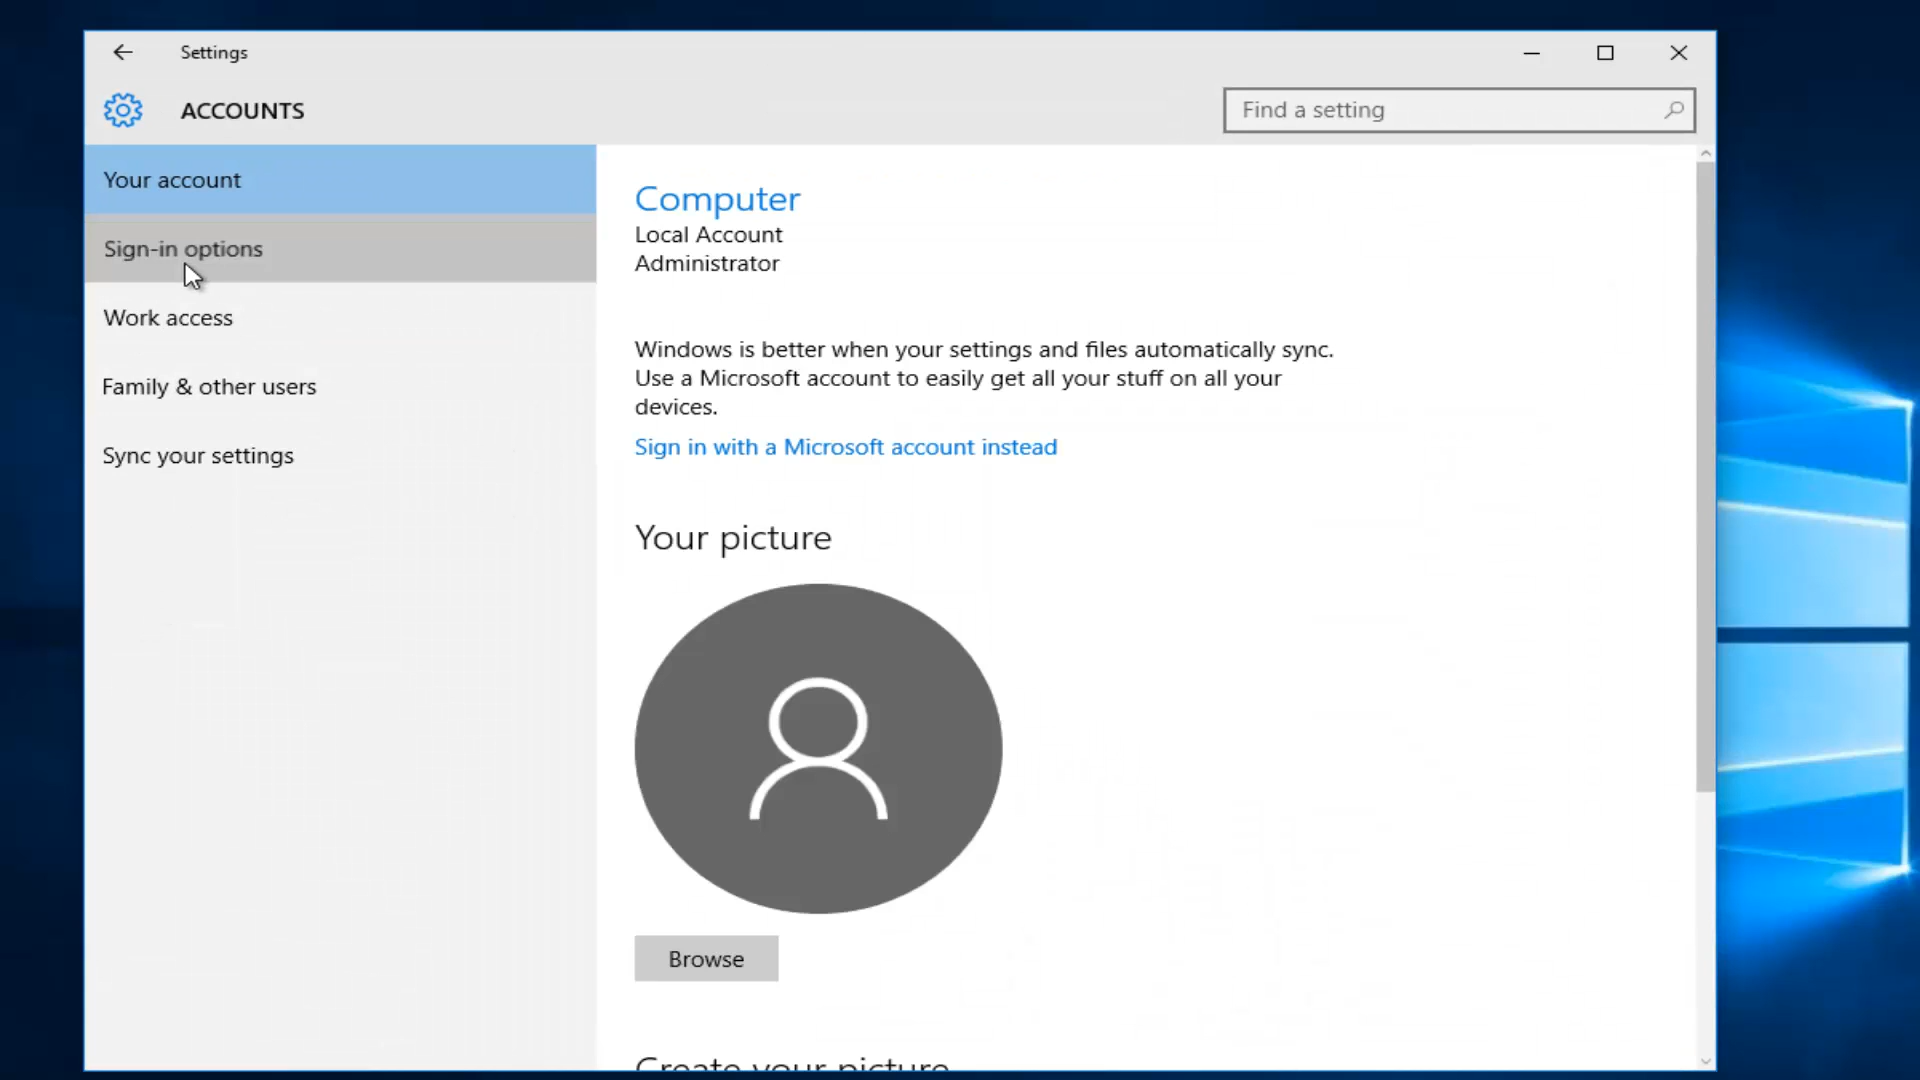 Settings
ACCOUNTS
Find a setting
Your account
Sign-in options
Work access
Family & other users
Sync your settings
Computer
Local Account
Administrator
Windows is better when your settings and files automatically sync.
Use a Microsoft account to easily get all your stuff on all your
devices.
Sign in with a Microsoft account instead
Your picture
Browse
Create your picture